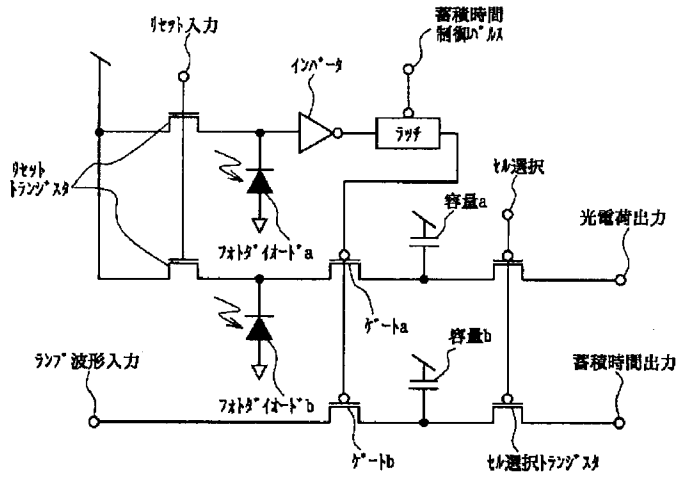 ﾘｾｯﾄ入力
蓄積時間
制御ﾊﾟﾙｽ
ｲﾝﾊﾞｰﾀ
ﾗｯﾁ
ﾘｾｯﾄ
ﾄﾗﾝｼﾞｽﾀ
ｾﾙ選択
容量a
光電荷出力
ﾌｫﾄﾀﾞｲｵｰﾄﾞa
ｹﾞｰﾄa
ﾗﾝﾌﾟ波形入力
容量b
蓄積時間出力
ﾌｫﾄﾀﾞｲｵｰﾄﾞb
ｹﾞｰﾄb
ｾﾙ選択ﾄﾗﾝｼﾞｽﾀ